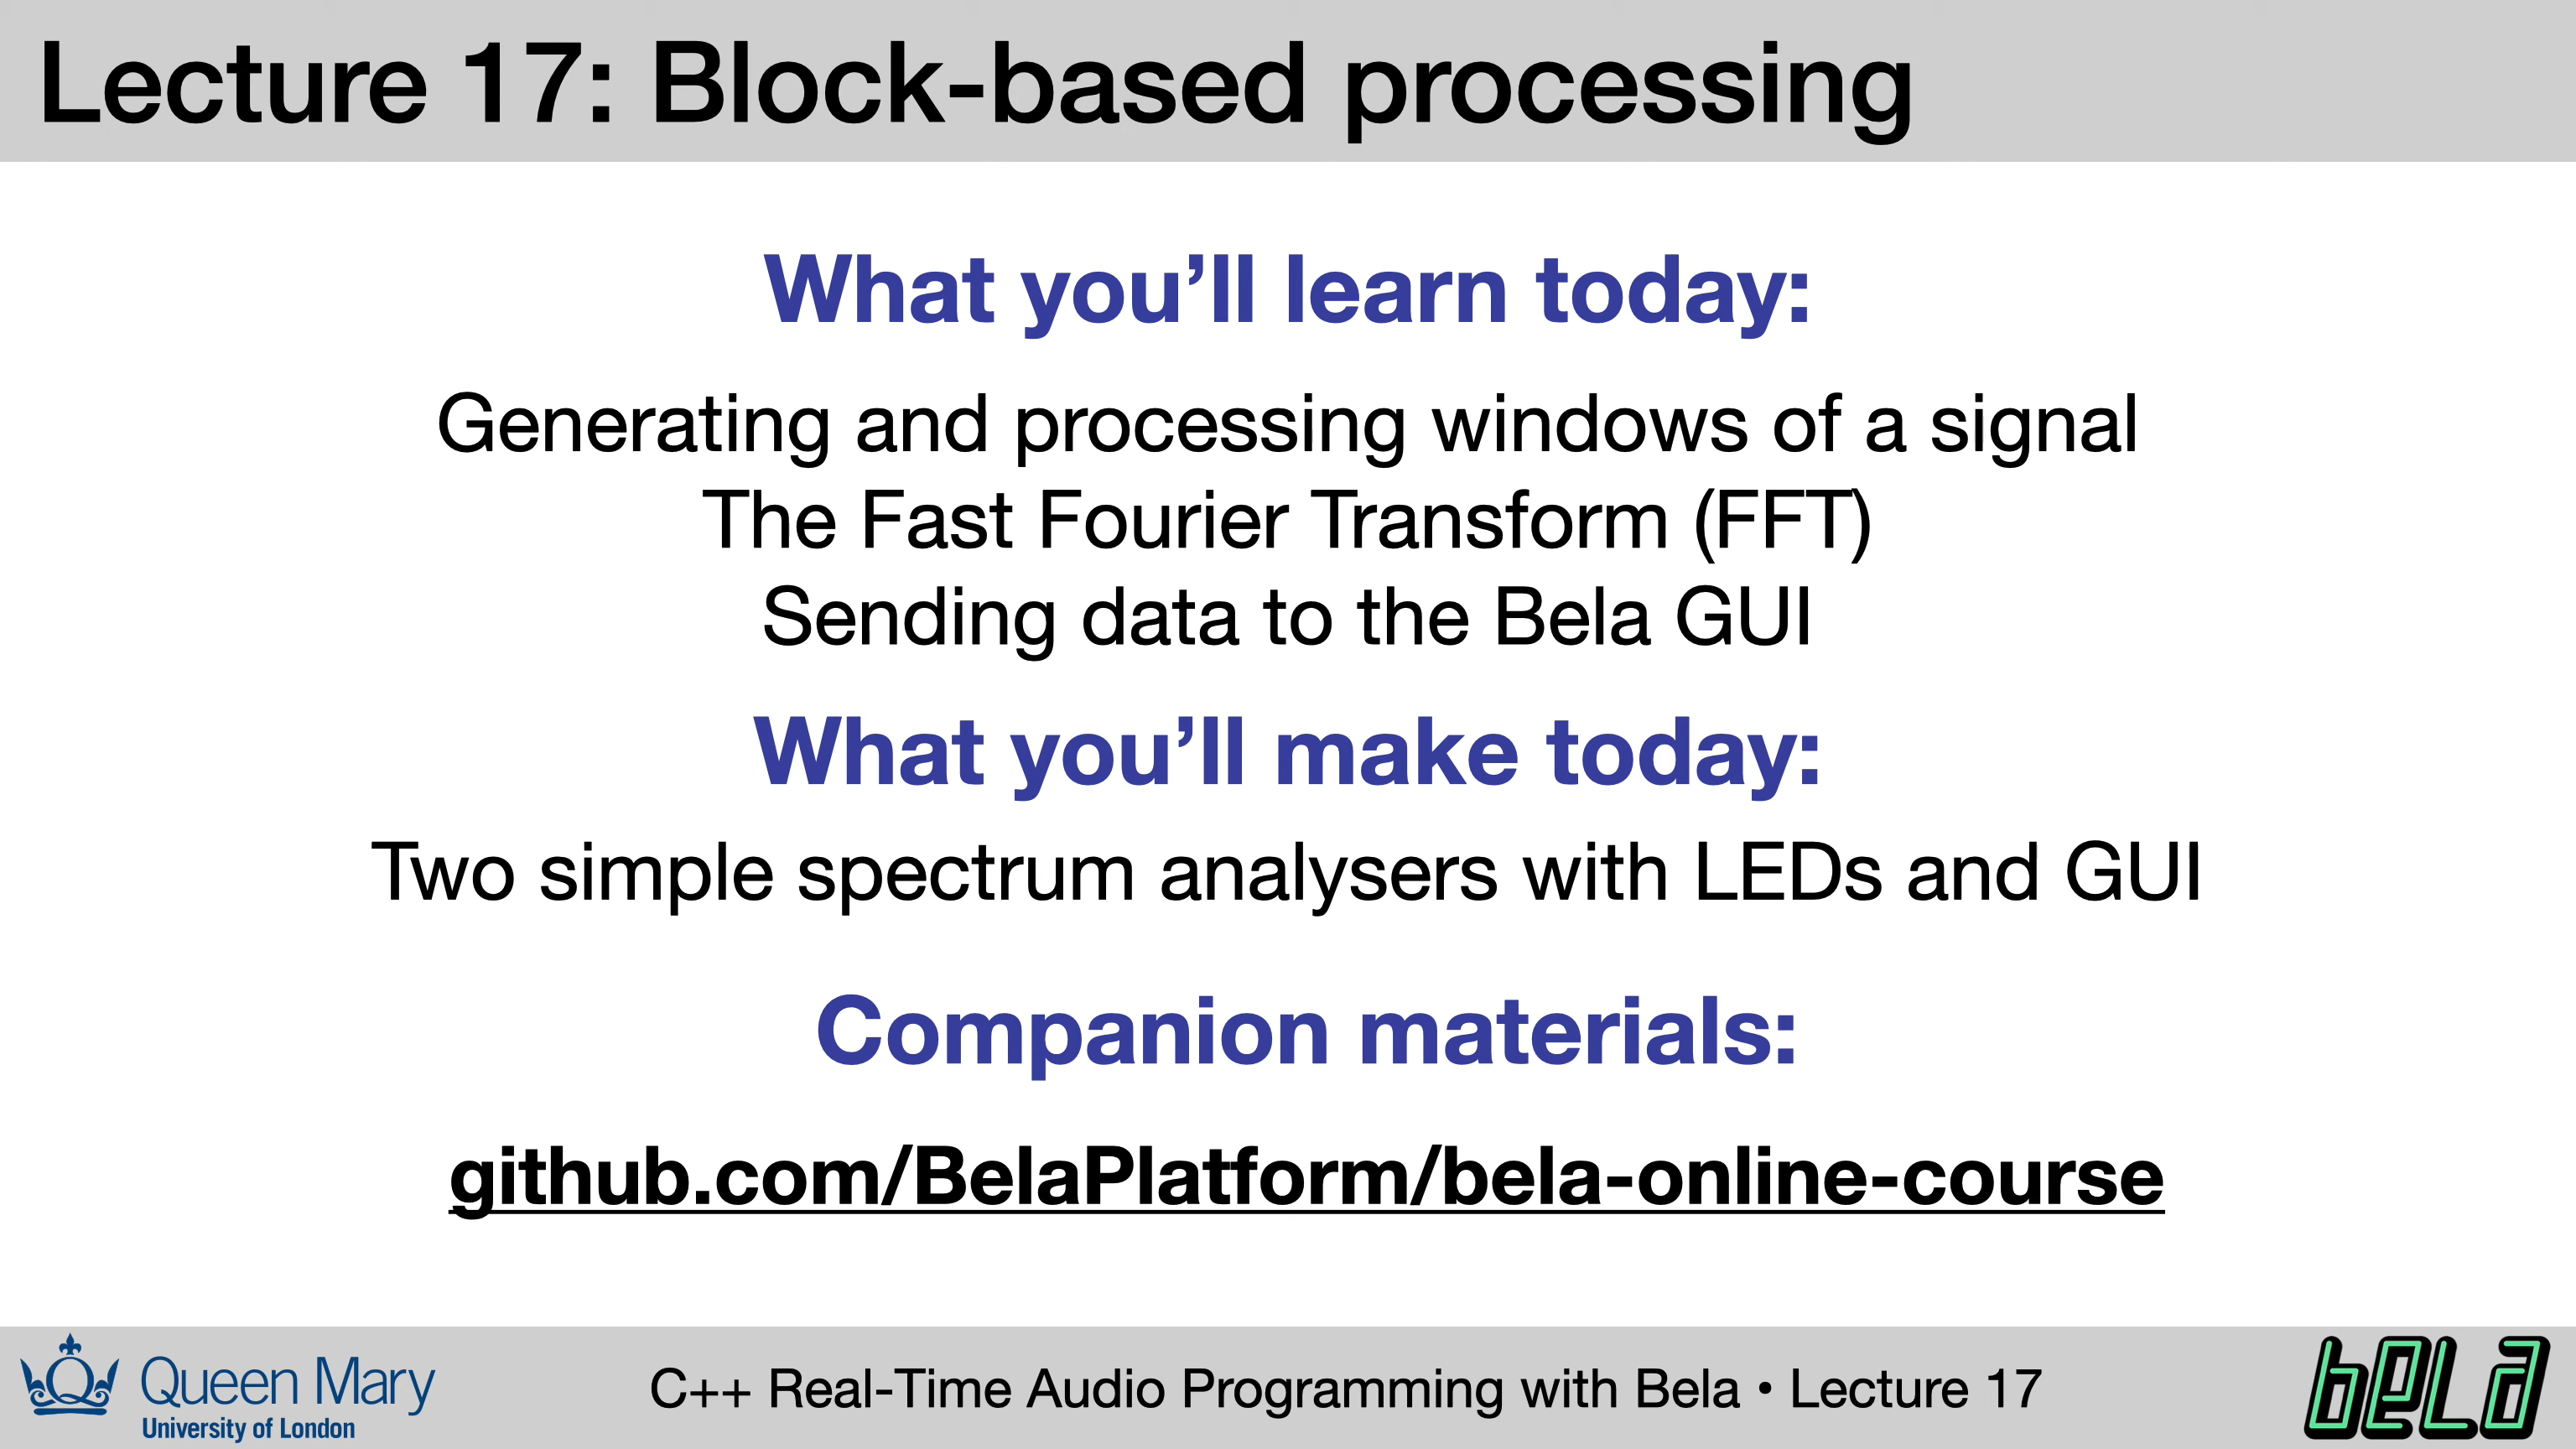 Lecture 17: Block-based processing
What you’ll learn today:
Generating and processing windows of a signal
The Fast Fourier Transform (FFT)
Sending data to the Bela GUI
What you’ll make today:
Two simple spectrum analysers with LEDs and GUI
Companion materials:
github.com/BelaPlatform/bela-online-course
Queen Mary
University of London
C++ Real-Time Audio Programming with Bela • Lecture 17
bela